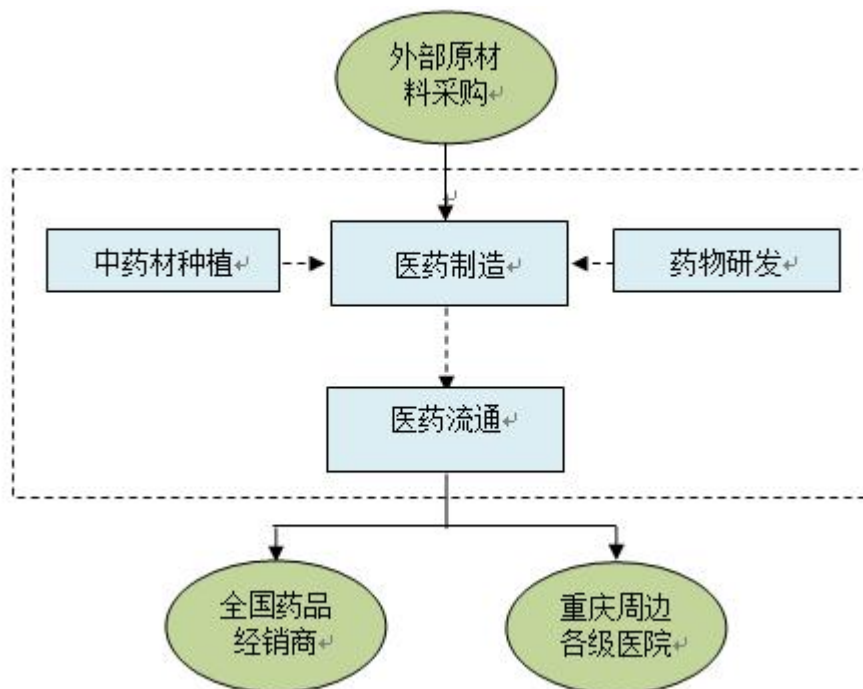 外部原材
料采购
中药材种植
医药制造
药物研发
医药流通
全国药品
经销商
重庆周边
各级医院